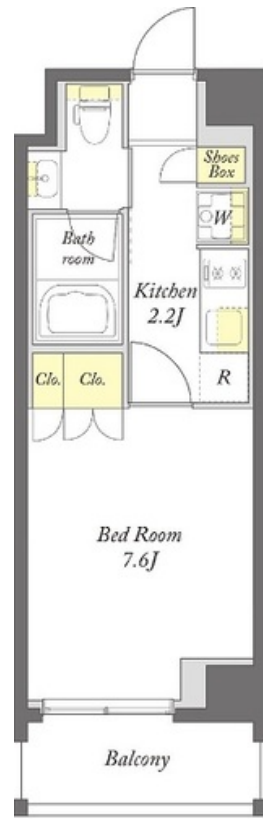 Shoes
Box
W
Bath
room
Kitchen
2.2J
Clo.
Clo.
R
Bed Room
7.6J
Balcony